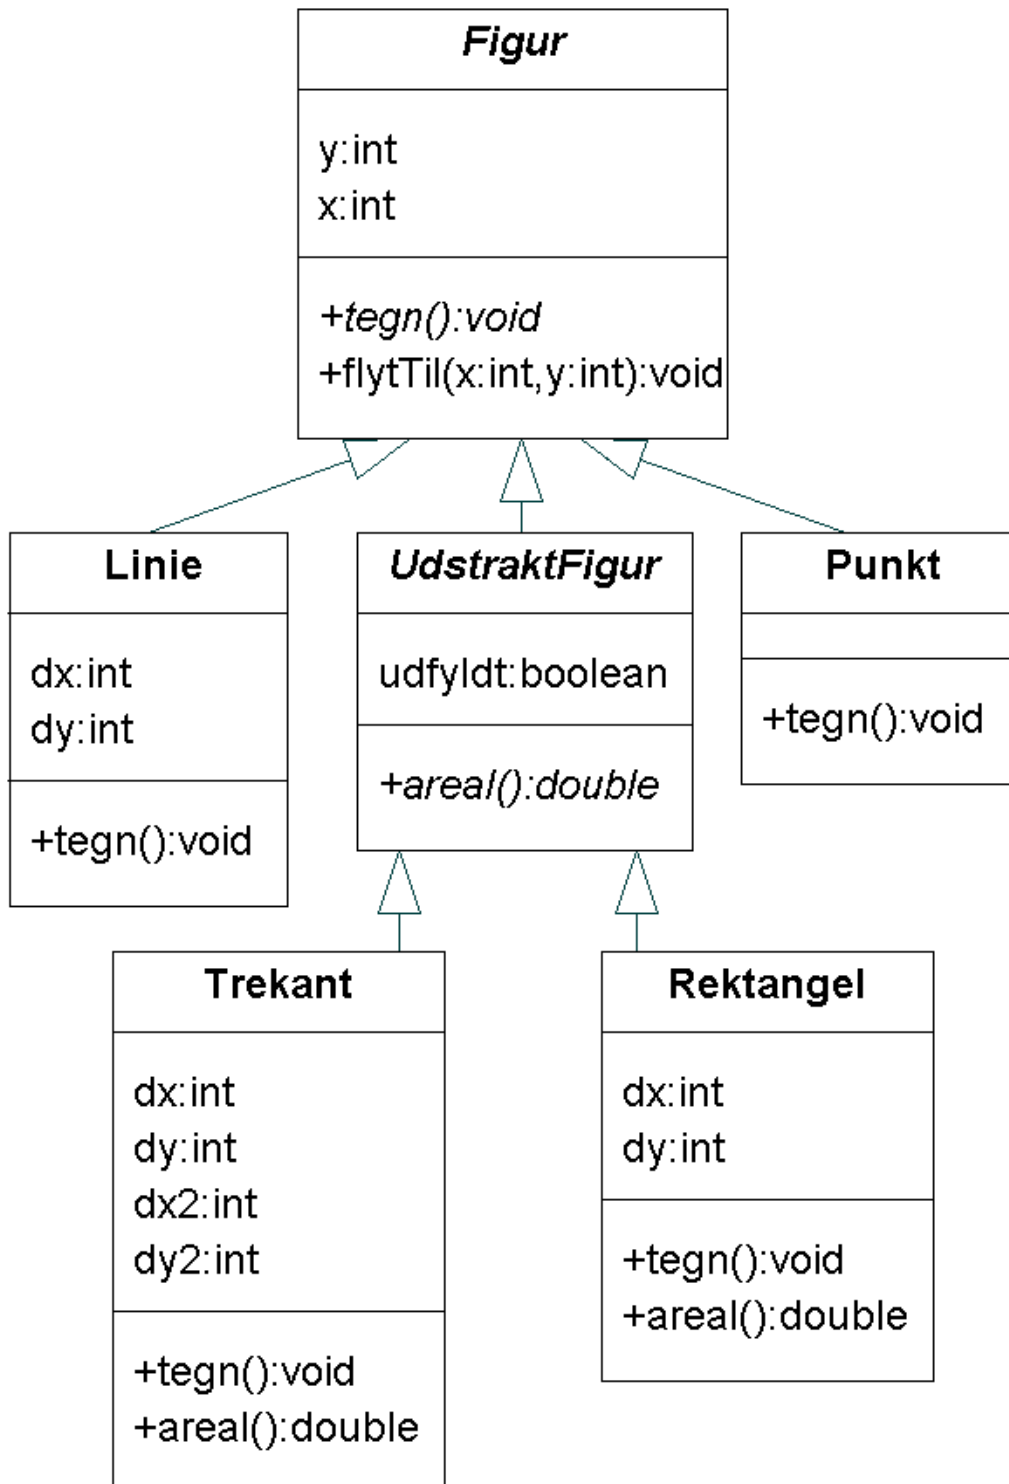 Figur
y:int
x:int
+tegn():void
+flytTil(x:int,y:int):void
Linie
dx:int
dy:int
+tegn():void
UdstraktFigur
udfyldt:boolean
+areal():double
Punkt
+tegn():void
Trekant
dx:int
dy:int
dx2:int
dy2:int
+tegn():void
+areal():double
Rektangel
dx:int
dy:int
+tegn():void
+areal():double